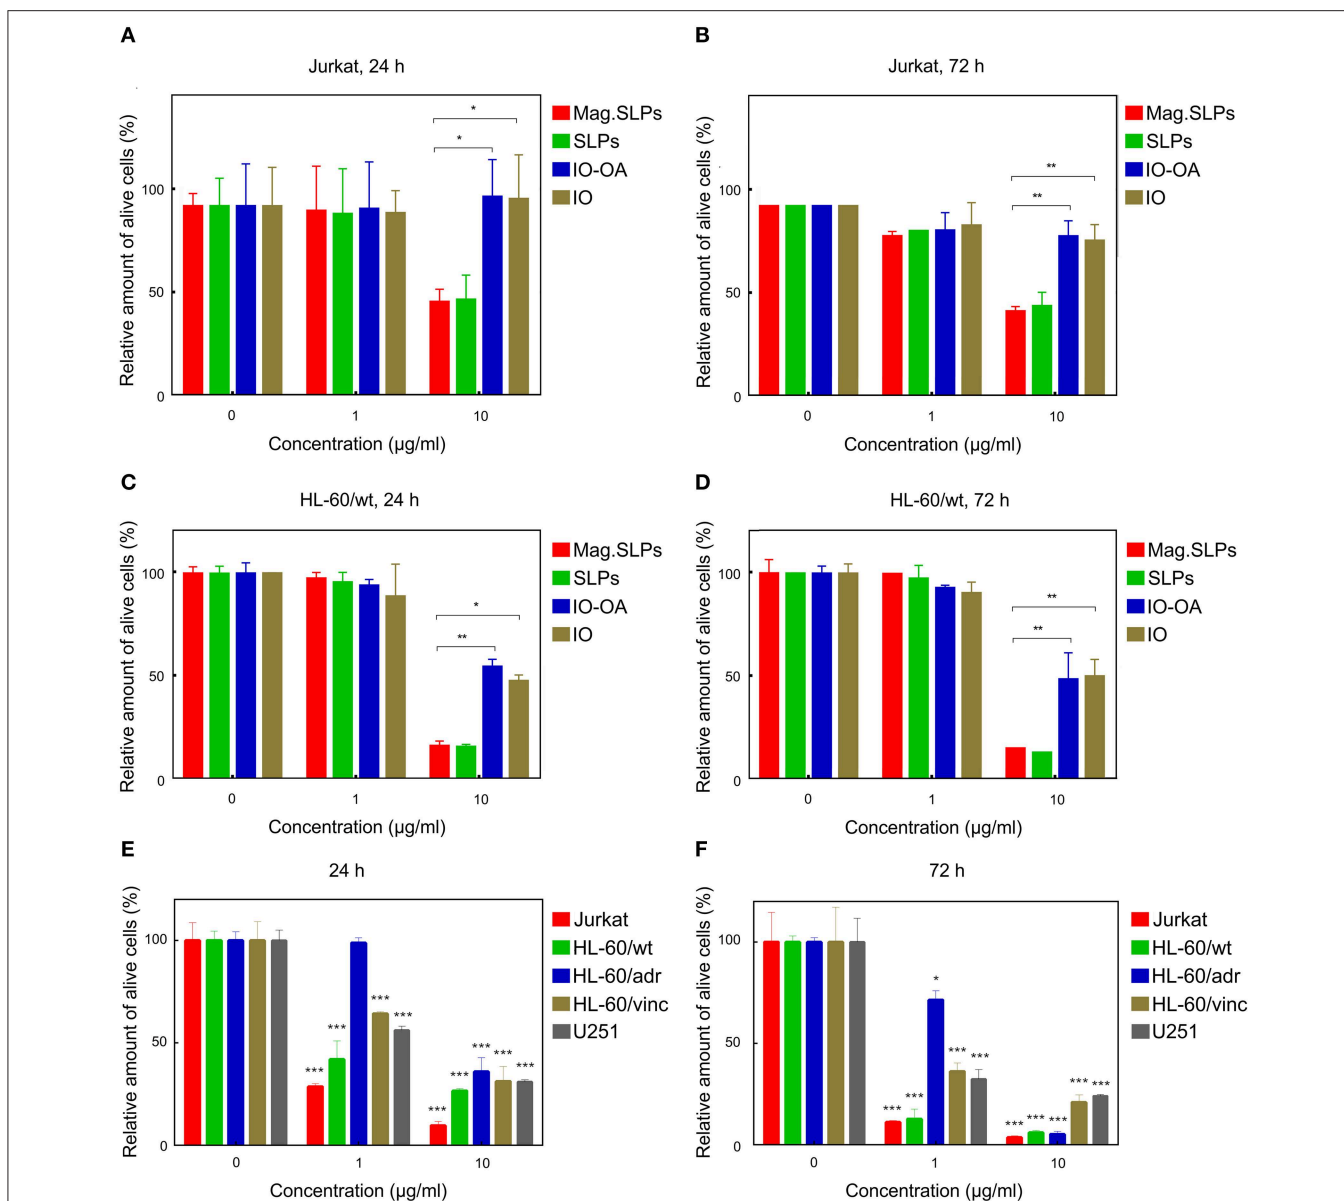 A
Jurkat, 24 h
Relative amount of alive cells (%)
100
50
0
* 
*
0 1 10
Concentration (µg/ml)
Mag.SLPs
SLPs
IO-OA
IO
B
Jurkat, 72 h
Relative amount of alive cells (%)
100
50
0
**
**
0 1 10
Concentration (µg/ml)
Mag.SLPs
SLPs
IO-OA
IO
C
HL-60/wt, 24 h
Relative amount of alive cells (%)
100
50
0
*
**
0 1 10
Concentration (µg/ml)
Mag.SLPs
SLPs
IO-OA
IO
D
HL-60/wt, 72 h
Relative amount of alive cells (%)
100
50
0
**
**
0 1 10
Concentration (µg/ml)
Mag.SLPs
SLPs
IO-OA
IO
E
24 h
Relative amount of alive cells (%)
100
50
0
*** *** *** ***
*** *** *** *** ***
0 1 10
Concentration (µg/ml)
Jurkat
HL-60/wt
HL-60/adr
HL-60/vinc
U251
F
72 h
Relative amount of alive cells (%)
100
50
0
*** *** * *** ***
*** *** *** *** ***
0 1 10
Concentration (µg/ml)
Jurkat
HL-60/wt
HL-60/adr
HL-60/vinc
U251